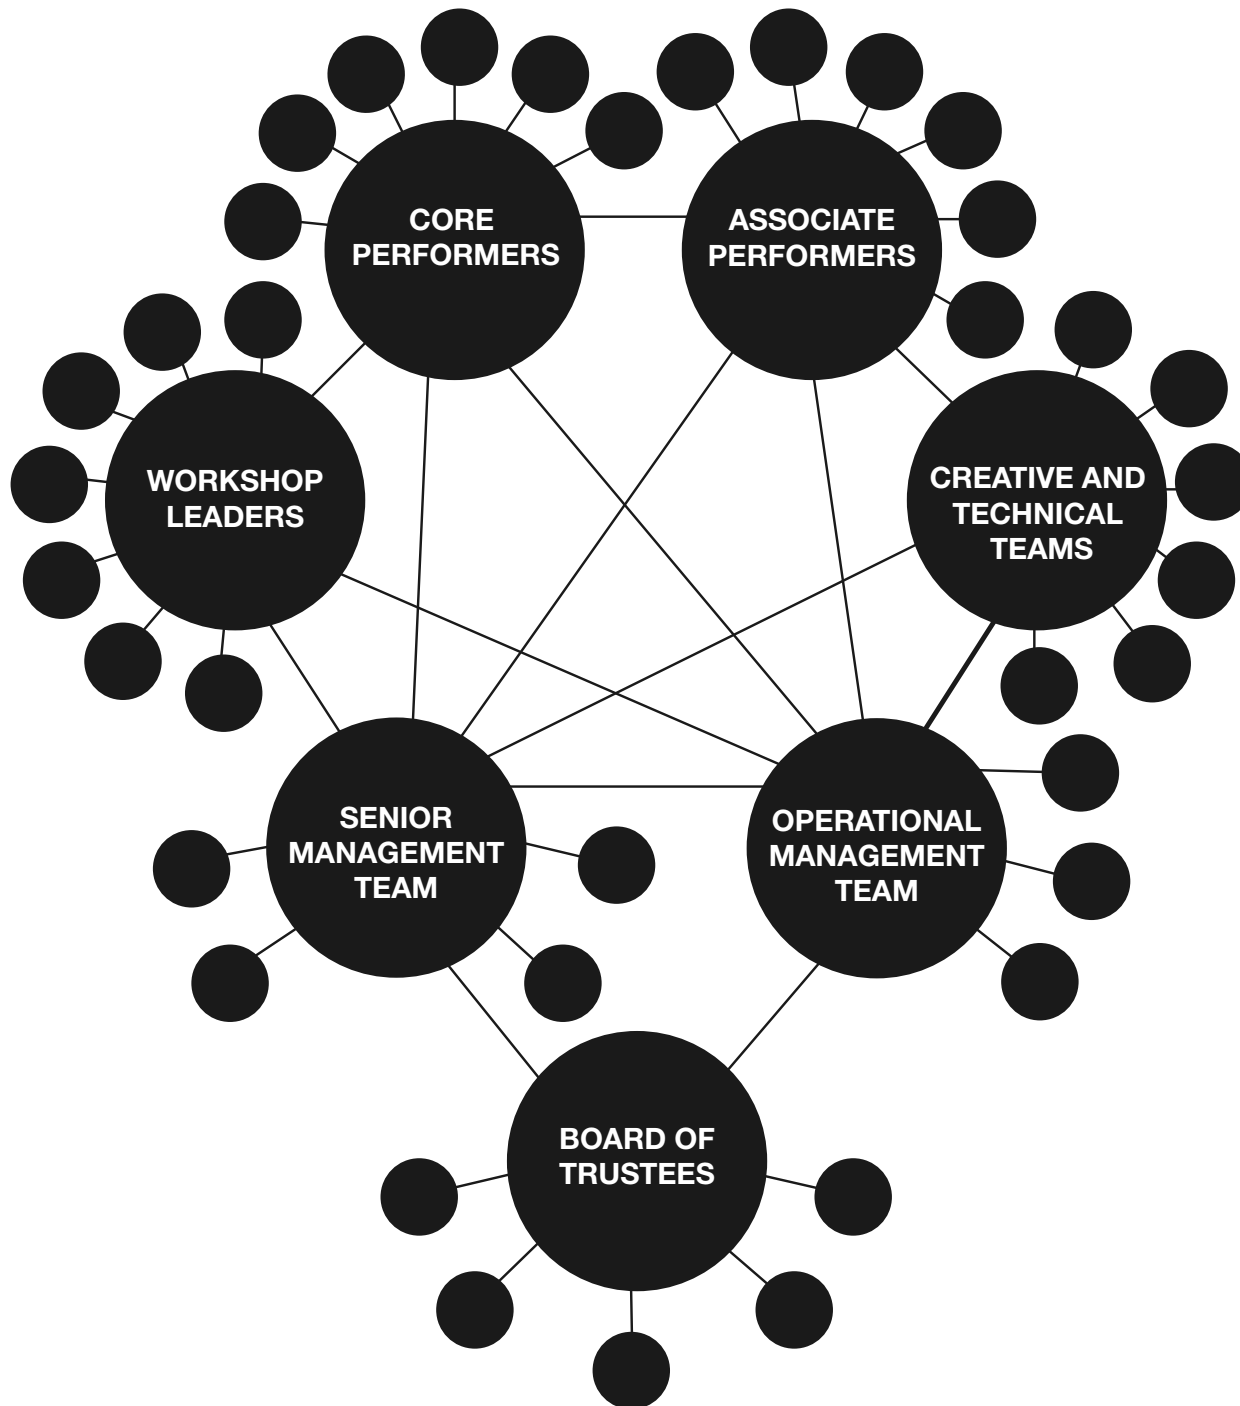 CORE
PERFORMERS
ASSOCIATE
PERFORMERS
WORKSHOP
LEADERS
CREATIVE AND
TECHNICAL
TEAMS
SENIOR
MANAGEMENT
TEAM
OPERATIONAL
MANAGEMENT
TEAM
BOARD OF
TRUSTEES